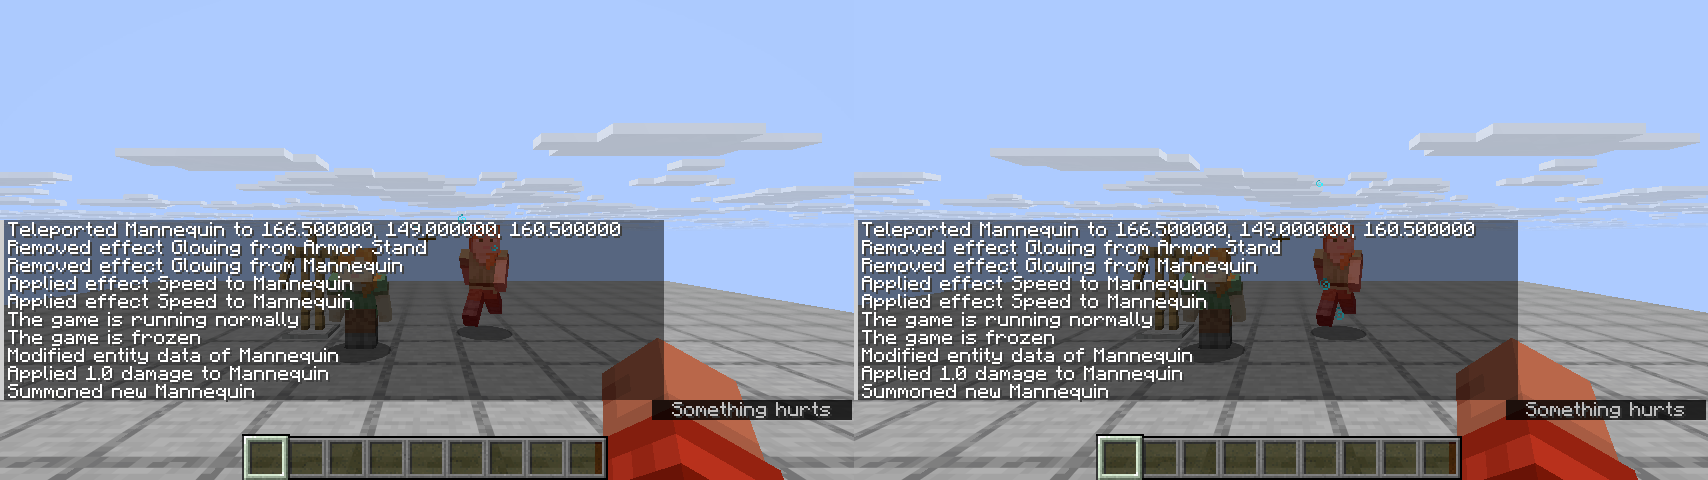 Teleported Mannequin to 166.500000, 149.000000, 160.500000
Removed effect Glowing from Armor Stand
Removed effect Glowing from Mannequin
Applied effect Speed to Mannequin
Applied effect Speed to Mannequin
The game is running normally
The game is frozen
Modified entity data of Mannequin
Applied 1.0 damage to Mannequin
Summoned new Mannequin
Something hurts
Teleported Mannequin to 166.500000, 149.000000, 160.500000
Removed effect Glowing from Armor Stand
Removed effect Glowing from Mannequin
Applied effect Speed to Mannequin
Applied effect Speed to Mannequin
The game is running normally
The game is frozen
Modified entity data of Mannequin
Applied 1.0 damage to Mannequin
Summoned new Mannequin
Something hurts